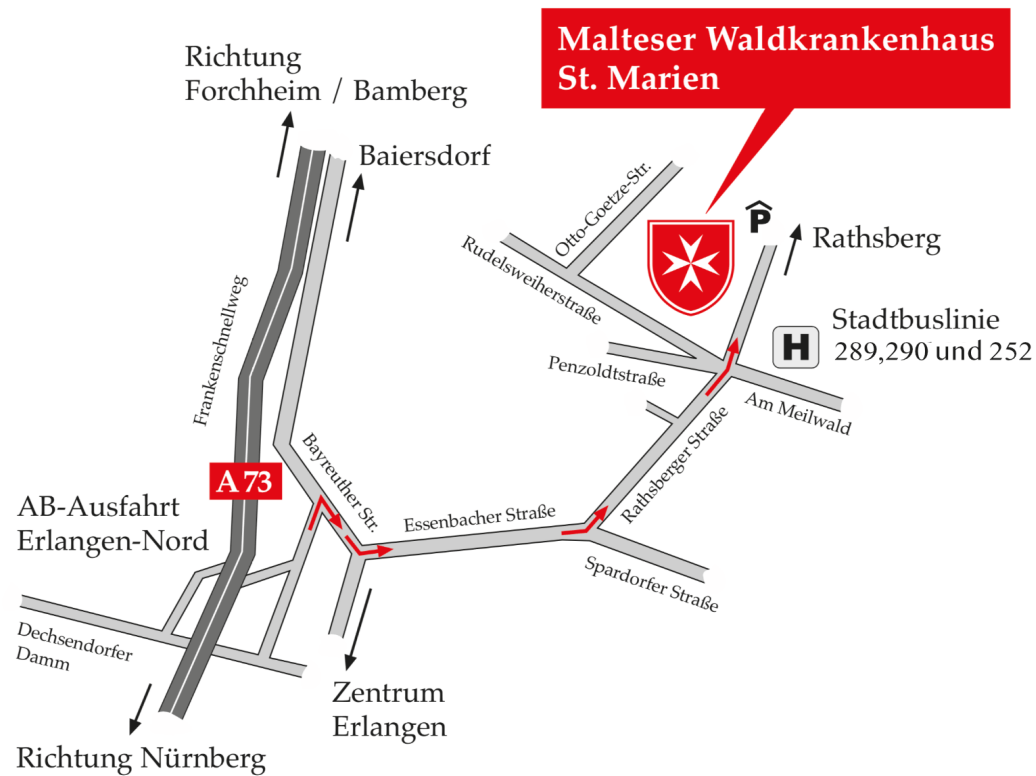 Malteser Waldkrankenhaus
St. Marien
Richtung
Forchheim / Bamberg
Baiersdorf
Otto-Goetze-Str.
P
Rathsberg
Rudelsweiherstraße
Stadtbuslinie
H
289,290 und 252
Frankenschnellweg
Penzoldtstraße
Am Meilwald
Rathsberger Straße
Bayreuther Str.
A 73
AB-Ausfahrt
Erlangen-Nord
Essenbacher Straße
Spardorfer Straße
Dechsendorfer
Damm
Zentrum
Erlangen
Richtung Nürnberg